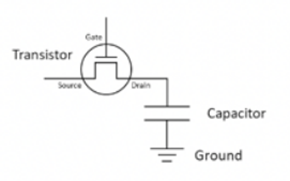 Gate
Transistor
Source
Drain
Capacitor
Ground